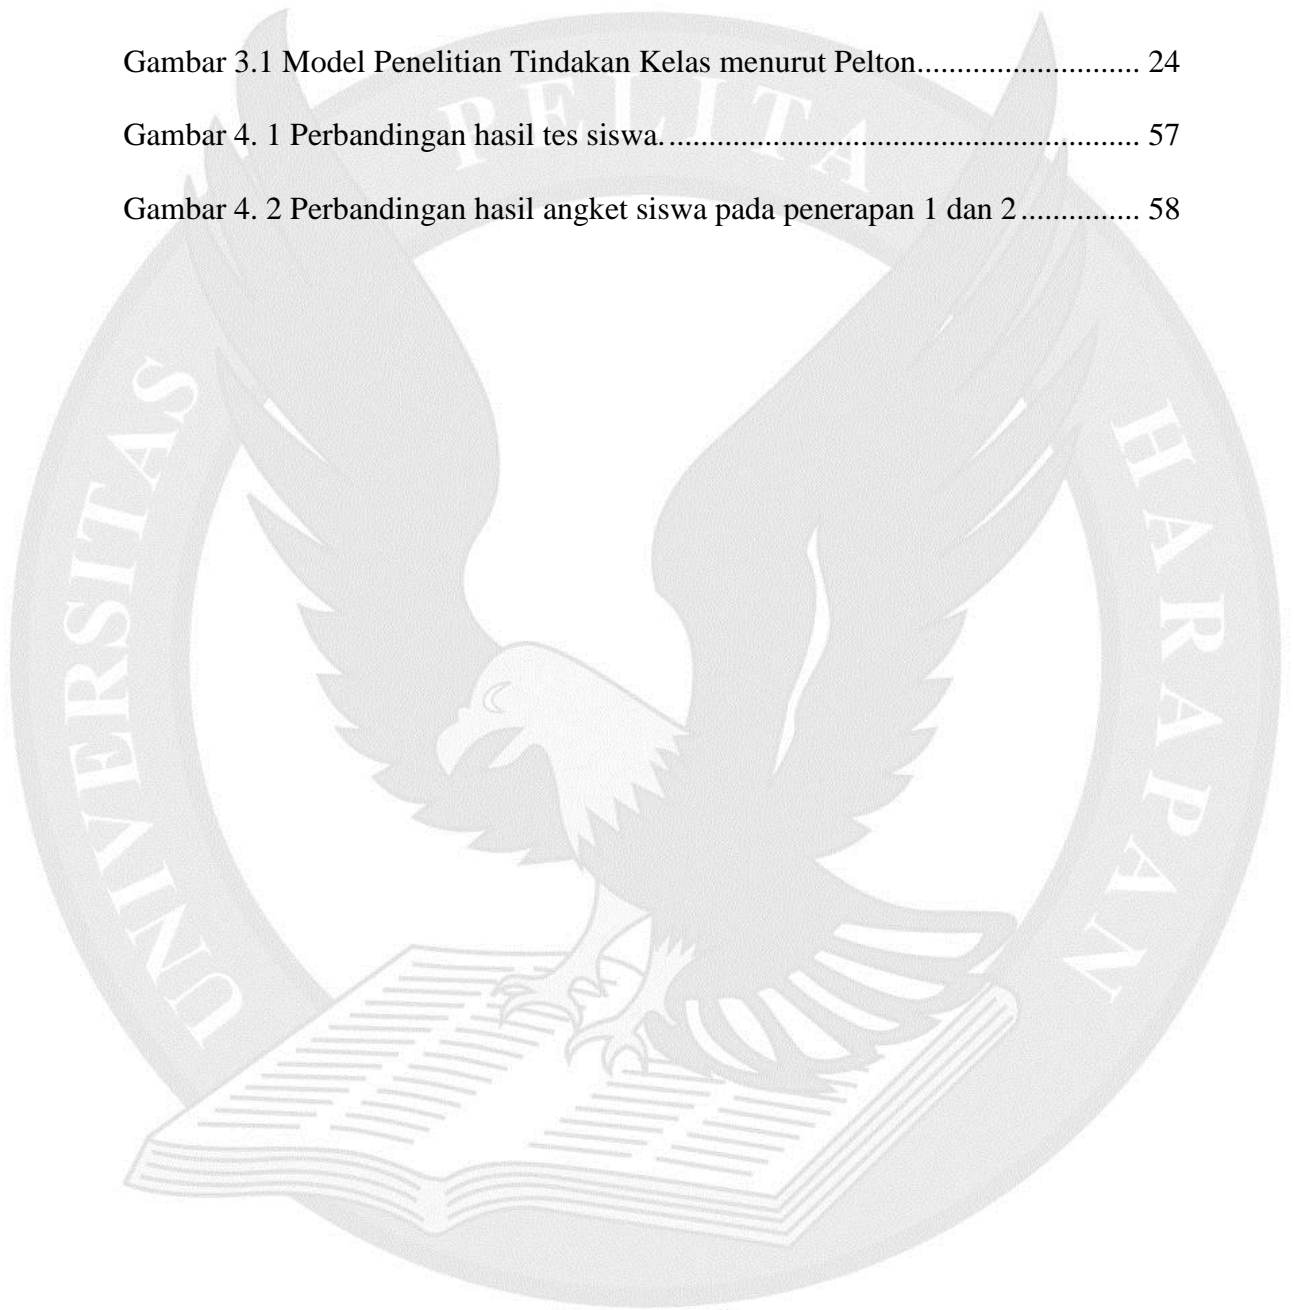 Gambar 3.1 Model Penelitian Tindakan Kelas menurut Pelton............................ 24
Gambar 4. 1 Perbandingan hasil tes siswa. ........................................................... 57
Gambar 4. 2 Perbandingan hasil angket siswa pada penerapan 1 dan 2 ............... 58
UNIVERSITAS PELITA HARAPAN